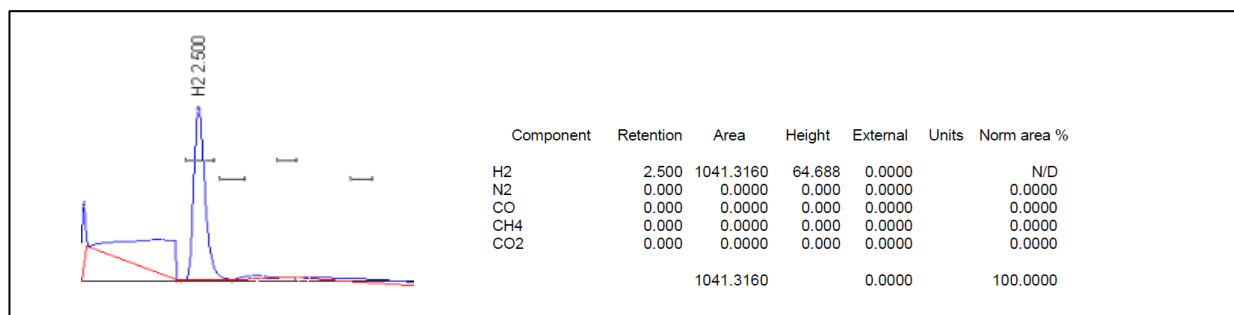 H2 2.500
Component Retention Area Height External Units Norm area %
H2 2.500 1041.3160 64.688 0.0000 N/D
N2 0.000 0.0000 0.000 0.0000 0.0000
CO 0.000 0.0000 0.000 0.0000 0.0000
CH4 0.000 0.0000 0.000 0.0000 0.0000
CO2 0.000 0.0000 0.000 0.0000 0.0000
1041.3160 0.0000 100.0000